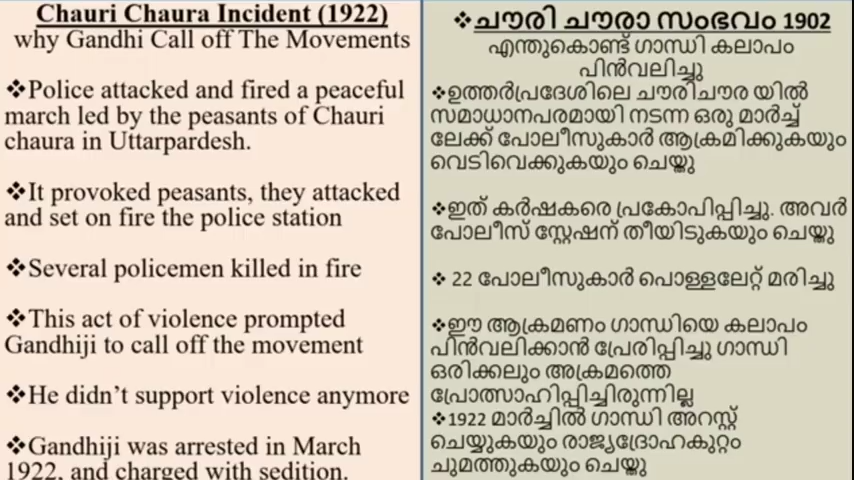 Chauri Chaura Incident (1922)
why Gandhi Call off The Movements
❖Police attacked and fired a peaceful
march led by the peasants of Chauri
chaura in Uttarpardesh.
❖It provoked peasants, they attacked
and set on fire the police station
❖Several policemen killed in fire
❖This act of violence prompted
Gandhiji to call off the movement
❖He didn’t support violence anymore
❖Gandhiji was arrested in March
1922, and charged with sedition.
❖ചൗരി ചൗരാ സംഭവം 1902
എന്തുകൊണ്ട് ഗാന്ധി കലാപം
പിൻവലിച്ചു
❖ഉത്തർപ്രദേശിലെ ചൗരിചൗര യിൽ
സമാധാനപരമായി നടന്ന ഒരു മാർച്ച്
ലേക്ക് പോലീസുകാർ ആക്രമിക്കുകയും
വെടിവെക്കുകയും ചെയ്തു
❖ഇത് കർഷകരെ പ്രകോപിപ്പിച്ചു. അവർ
പോലീസ് സ്റ്റേഷന് തീയിടുകയും ചെയ്തു
❖ 22 പോലീസുകാർ പൊള്ളലേറ്റ് മരിച്ചു
❖ഈ ആക്രമണം ഗാന്ധിയെ കലാപം
പിൻവലിക്കാൻ പ്രേരിപ്പിച്ചു ഗാന്ധി
ഒരിക്കലും അക്രമത്തെ
പ്രോത്സാഹിപ്പിച്ചിരുന്നില്ല
❖1922 മാർച്ചിൽ ഗാന്ധി അറസ്റ്റ്
ചെയ്യുകയും രാജ്യദ്രോഹകുറ്റം
ചുമത്തുകയും ചെയ്തു